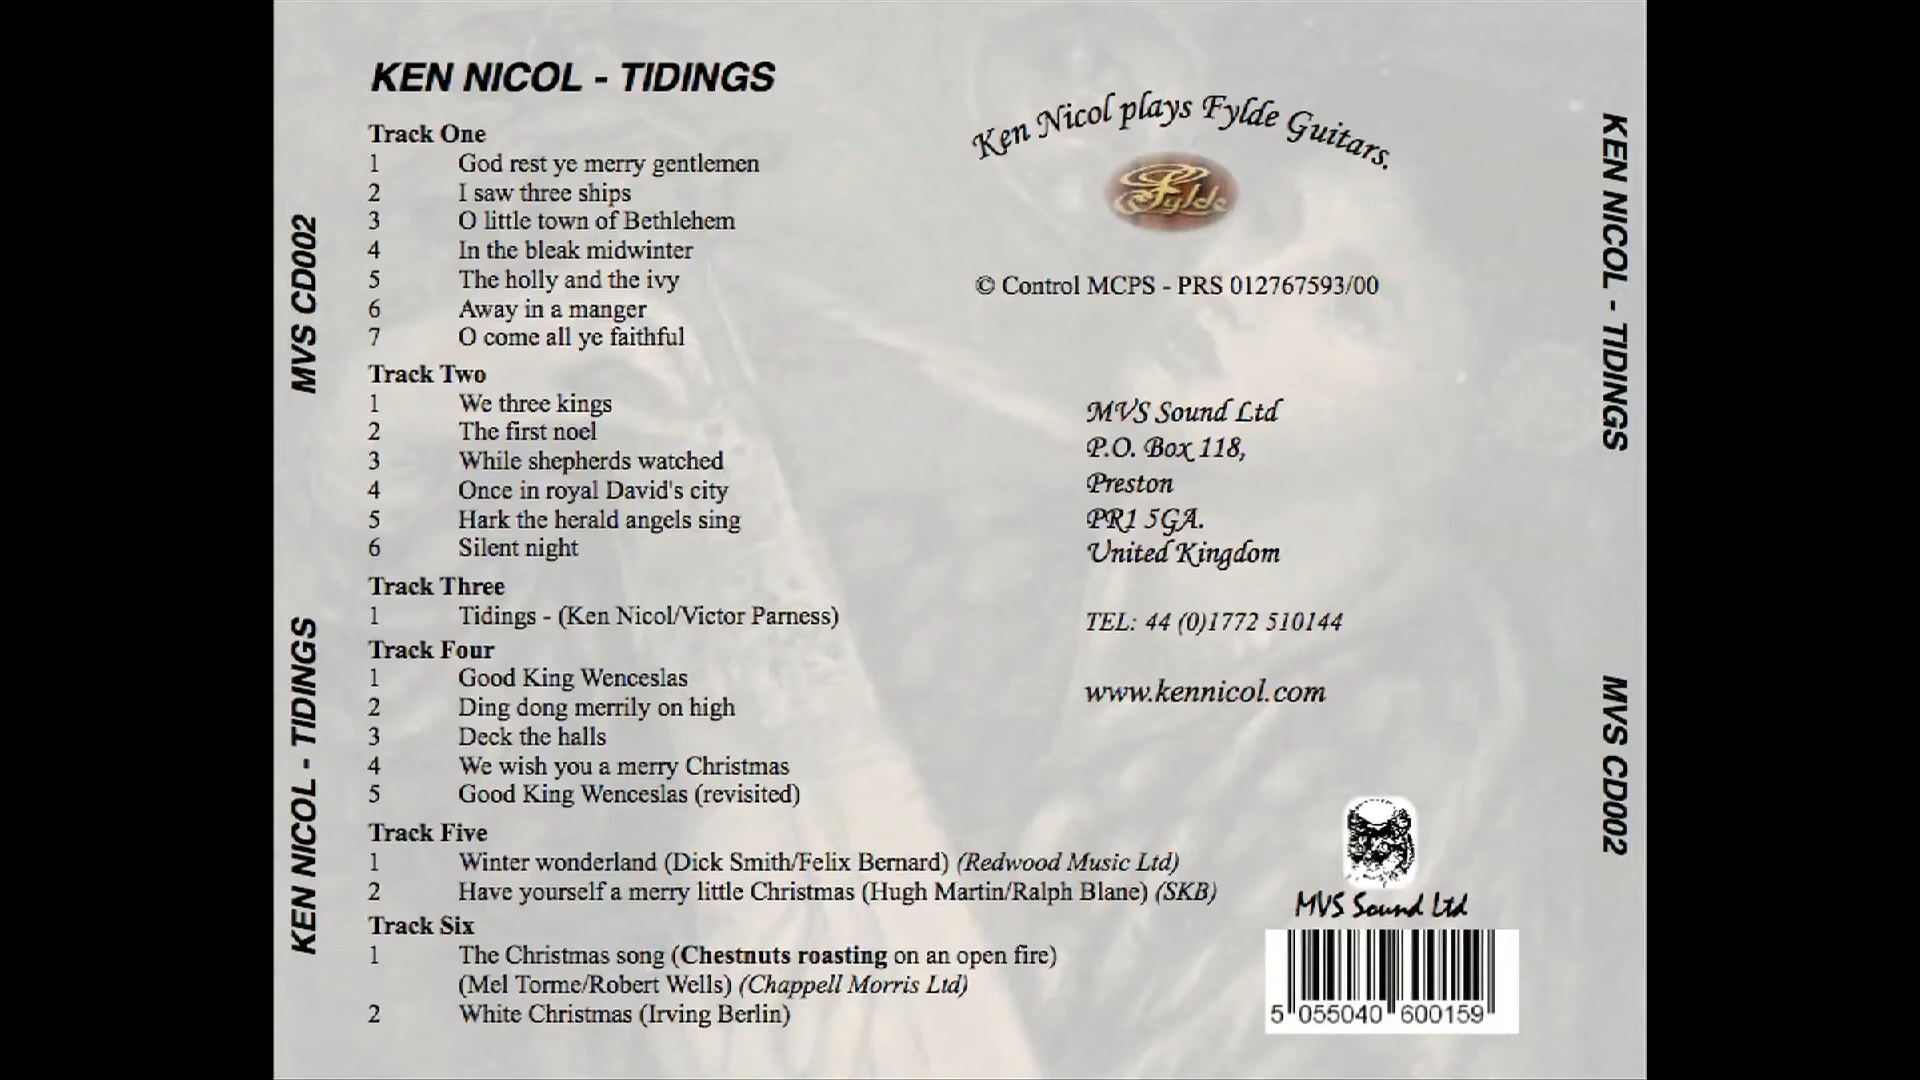 KEN NICOL - TIDINGS
Track One
1 God rest ye merry gentlemen
2 I saw three ships
3 O little town of Bethlehem
4 In the bleak midwinter
5 The holly and the ivy
6 Away in a manger
7 O come all ye faithful
Track Two
1 We three kings
2 The first noel
3 While shepherds watched
4 Once in royal David's city
5 Hark the herald angels sing
6 Silent night
Track Three
1 Tidings - (Ken Nicol/Victor Parness)
Track Four
1 Good King Wenceslas
2 Ding dong merrily on high
3 Deck the halls
4 We wish you a merry Christmas
5 Good King Wenceslas (revisited)
Track Five
1 Winter wonderland (Dick Smith/Felix Bernard) (Redwood Music Ltd)
2 Have yourself a merry little Christmas (Hugh Martin/Ralph Blane) (SKB)
Track Six
1 The Christmas song (Chestnuts roasting on an open fire)
(Mel Torme/Robert Wells) (Chappell Morris Ltd)
2 White Christmas (Irving Berlin)
Ken Nicol plays Fylde Guitars.
Fylde
© Control MCPS - PRS 012767593/00
MVS Sound Ltd
P.O. Box 118,
Preston
PR1 5GA.
United Kingdom
TEL: 44 (0)1772 510144
www.kennicol.com
MVS Sound Ltd
5 055040 600159
MVS CD002
KEN NICOL - TIDINGS
KEN NICOL - TIDINGS
MVS CD002